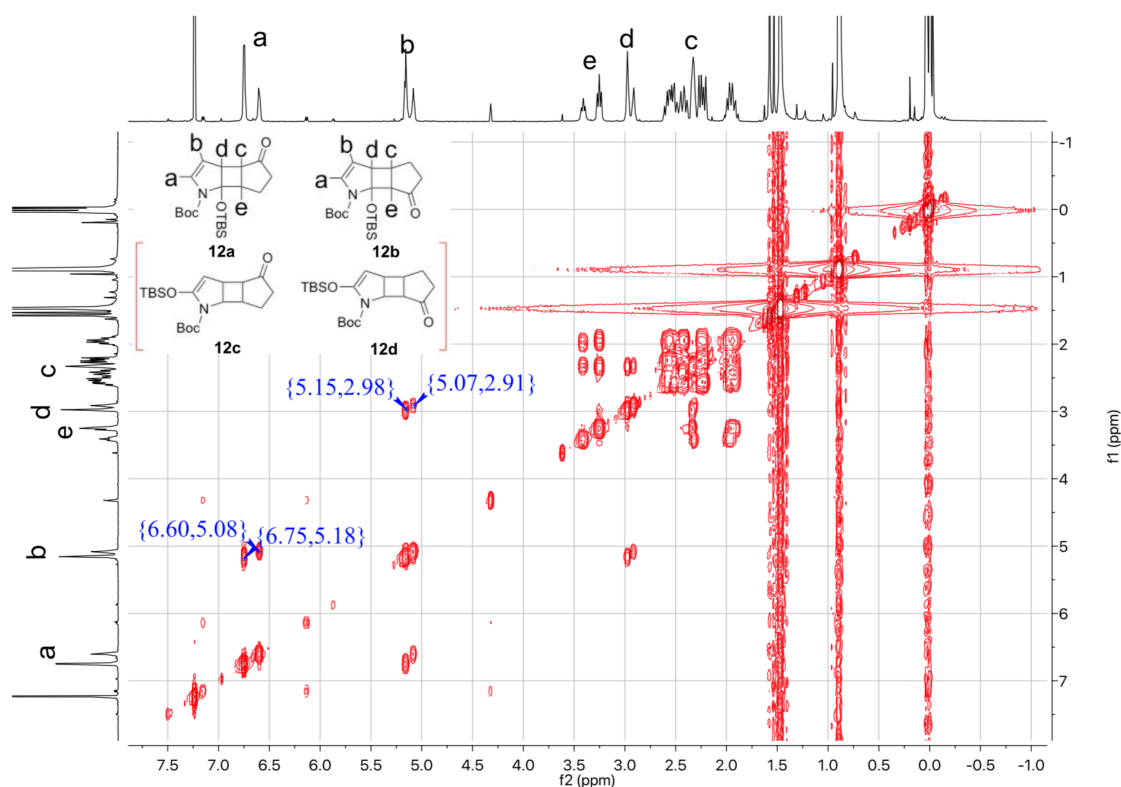 a
b
d
c
e
b
d
c
O
a
N
e
Boc
OTBS
12a
b
d
c
a
N
e
Boc
OTBS
O
12b
O
TBSO
N
Boc
12c
TBSO
N
Boc
O
12d
{5.15,2.98}
{5.07,2.91}
{6.60,5.08}
{6.75,5.18}
c
d
e
b
a
-1
0
1
2
3
4
5
6
7
f1 (ppm)
7.5 7.0 6.5 6.0 5.5 5.0 4.5 4.0 3.5 3.0 2.5 2.0 1.5 1.0 0.5 0.0 -0.5 -1.0
f2 (ppm)